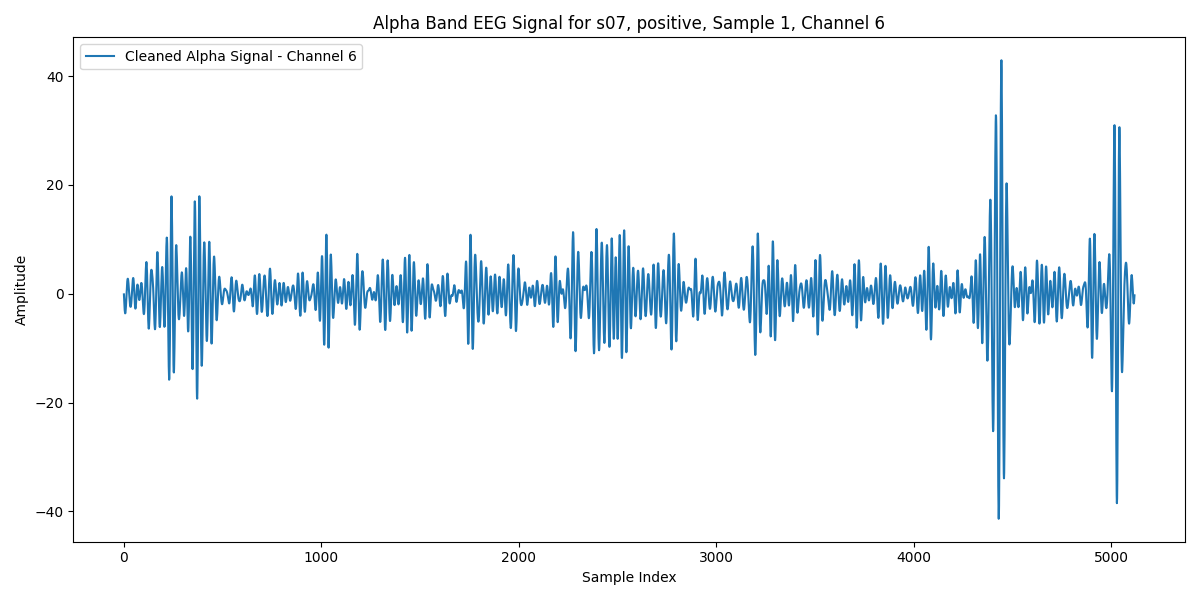 Alpha Band EEG Signal for s07, positive, Sample 1, Channel 6
Cleaned Alpha Signal - Channel 6
Amplitude
40
20
0
−20
−40
0 1000 2000 3000 4000 5000
Sample Index